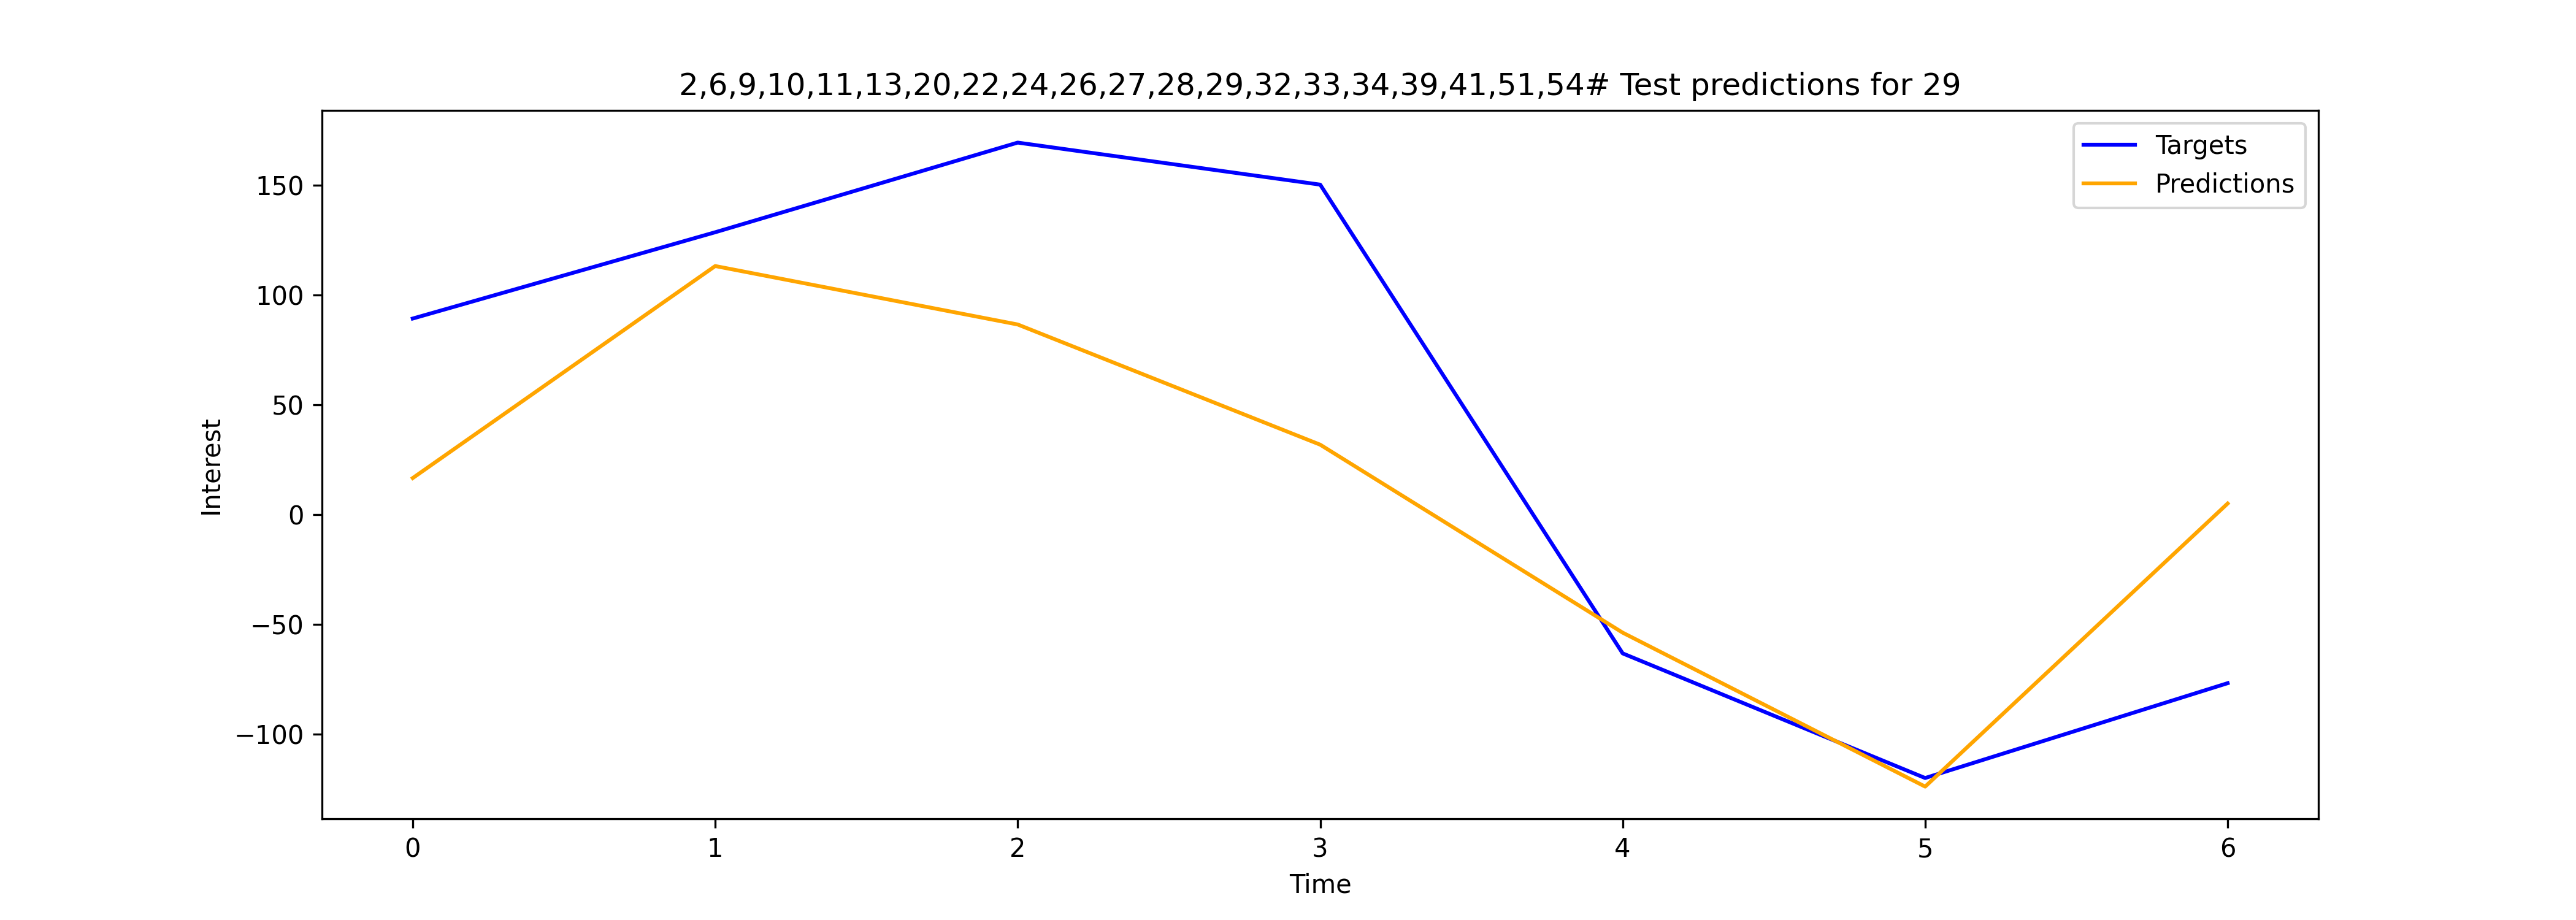 2,6,9,10,11,13,20,22,24,26,27,28,29,32,33,34,39,41,51,54# Test predictions for 29
Targets
Predictions
150
100
50
0
−50
−100
Interest
0 1 2 3 4 5 6
Time